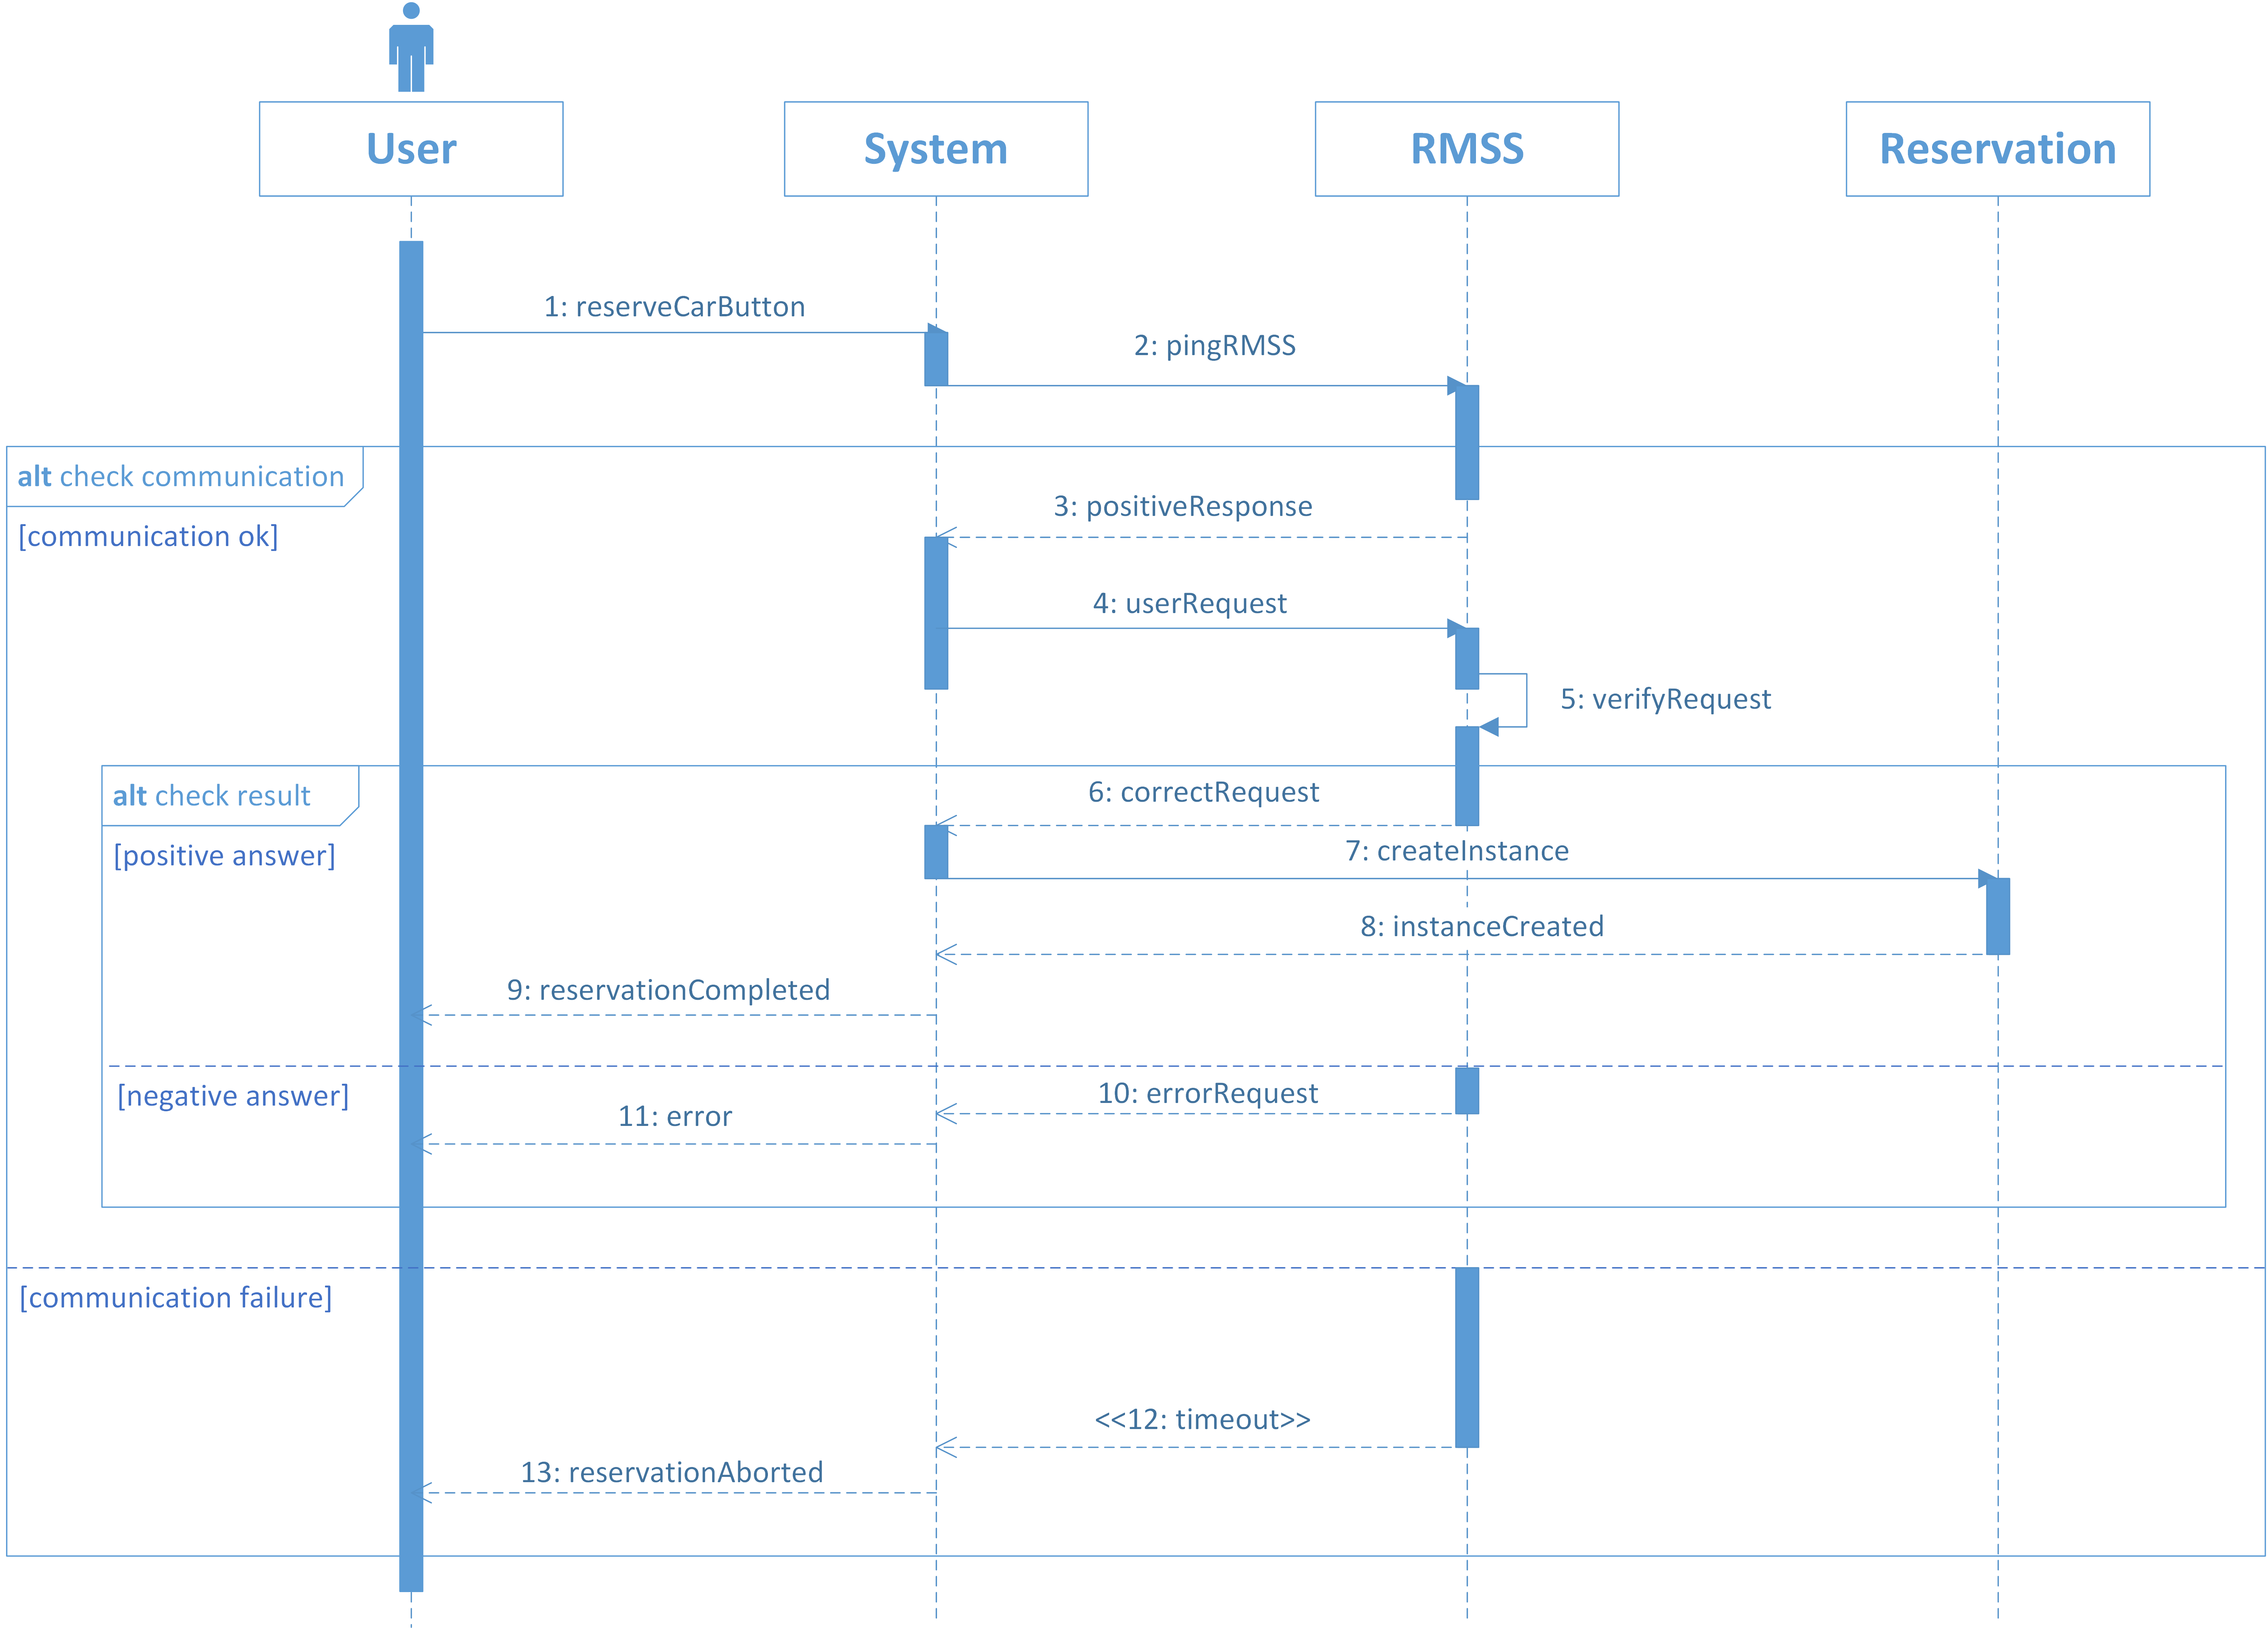 User
System
RMSS
Reservation
1: reserveCarButton
2: pingRMSS
alt check communication
3: positiveResponse
[communication ok]
4: userRequest
5: verifyRequest
alt check result
6: correctRequest
[positive answer]
7: createInstance
8: instanceCreated
9: reservationCompleted
[negative answer]
10: errorRequest
11: error
[communication failure]
<<12: timeout>>
13: reservationAborted